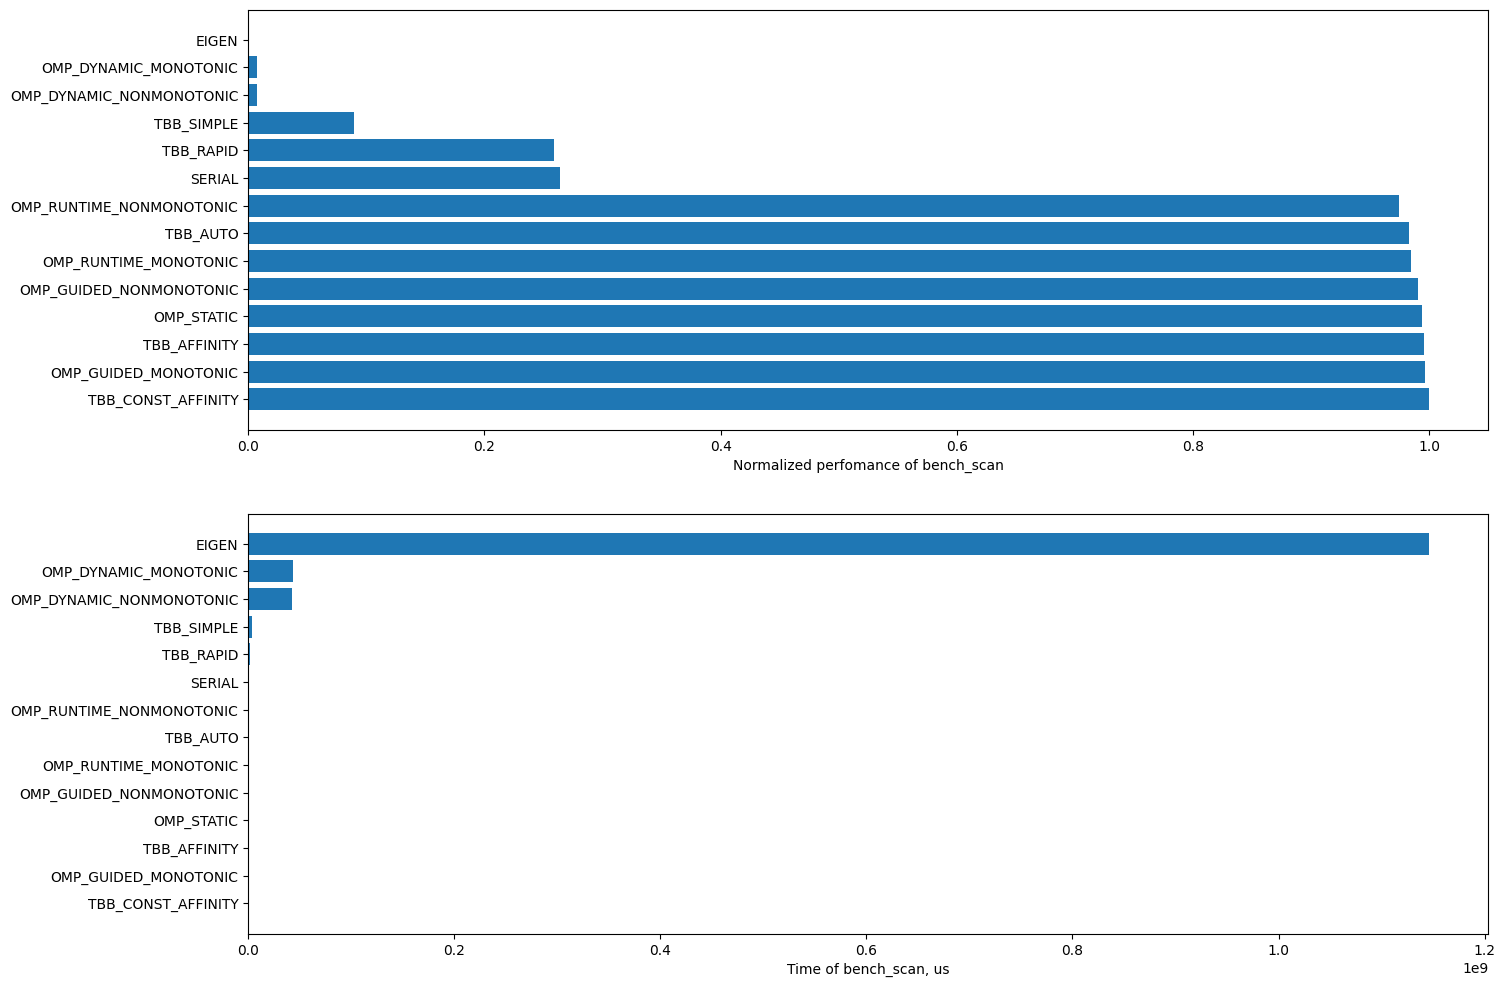 EIGEN
OMP_DYNAMIC_MONOTONIC
OMP_DYNAMIC_NONMONOTONIC
TBB_SIMPLE
TBB_RAPID
SERIAL
OMP_RUNTIME_NONMONOTONIC
TBB_AUTO
OMP_RUNTIME_MONOTONIC
OMP_GUIDED_NONMONOTONIC
OMP_STATIC
TBB_AFFINITY
OMP_GUIDED_MONOTONIC
TBB_CONST_AFFINITY
0.0 0.2 0.4 0.6 0.8 1.0
Normalized perfomance of bench_scan
EIGEN
OMP_DYNAMIC_MONOTONIC
OMP_DYNAMIC_NONMONOTONIC
TBB_SIMPLE
TBB_RAPID
SERIAL
OMP_RUNTIME_NONMONOTONIC
TBB_AUTO
OMP_RUNTIME_MONOTONIC
OMP_GUIDED_NONMONOTONIC
OMP_STATIC
TBB_AFFINITY
OMP_GUIDED_MONOTONIC
TBB_CONST_AFFINITY
0.0 0.2 0.4 0.6 0.8 1.0 1.2
Time of bench_scan, us
1e9